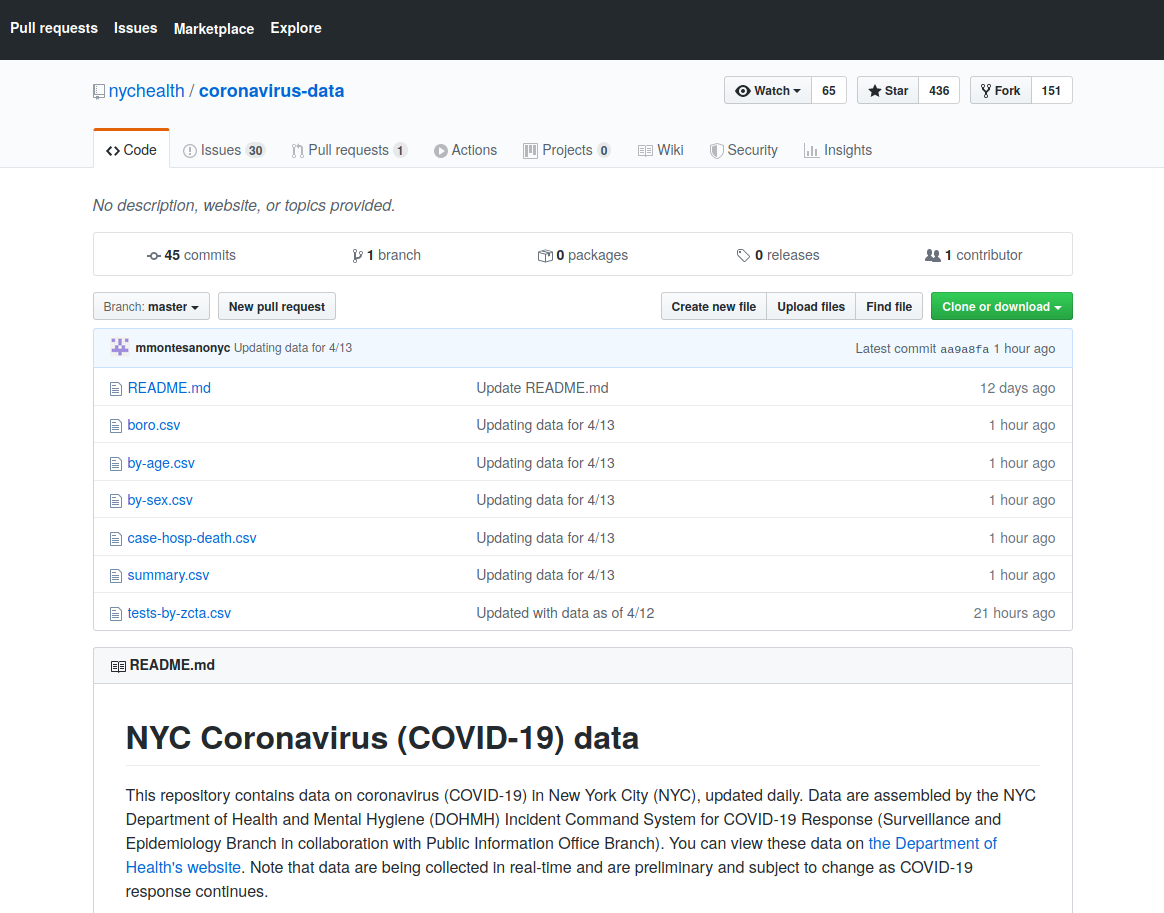 Pull requests Issues Marketplace Explore
nychealth / coronavirus-data Watch 65 Star 436 Fork 151
Code Issues 30 Pull requests 1 Actions Projects 0 Wiki Security Insights
No description, website, or topics provided.
45 commits 1 branch 0 packages 0 releases 1 contributor
Branch: master New pull request Create new file Upload files Find file Clone or download
mmontesanonyc Updating data for 4/13 Latest commit aa9a8fa 1 hour ago
README.md Update README.md 12 days ago
boro.csv Updating data for 4/13 1 hour ago
by-age.csv Updating data for 4/13 1 hour ago
by-sex.csv Updating data for 4/13 1 hour ago
case-hosp-death.csv Updating data for 4/13 1 hour ago
summary.csv Updating data for 4/13 1 hour ago
tests-by-zcta.csv Updated with data as of 4/12 21 hours ago
README.md
NYC Coronavirus (COVID-19) data
This repository contains data on coronavirus (COVID-19) in New York City (NYC), updated daily. Data are assembled by the NYC
Department of Health and Mental Hygiene (DOHMH) Incident Command System for COVID-19 Response (Surveillance and
Epidemiology Branch in collaboration with Public Information Office Branch). You can view these data on the Department of
Health's website. Note that data are being collected in real-time and are preliminary and subject to change as COVID-19
response continues.